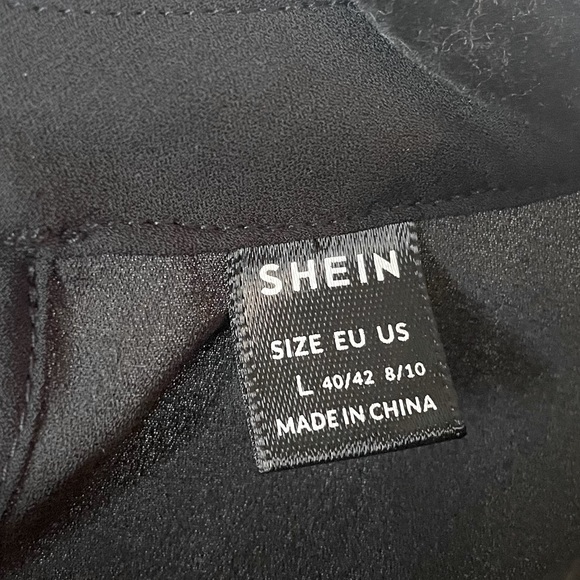 SHEIN
SIZE EU US
L 40/42 8/10
MADE IN CHINA